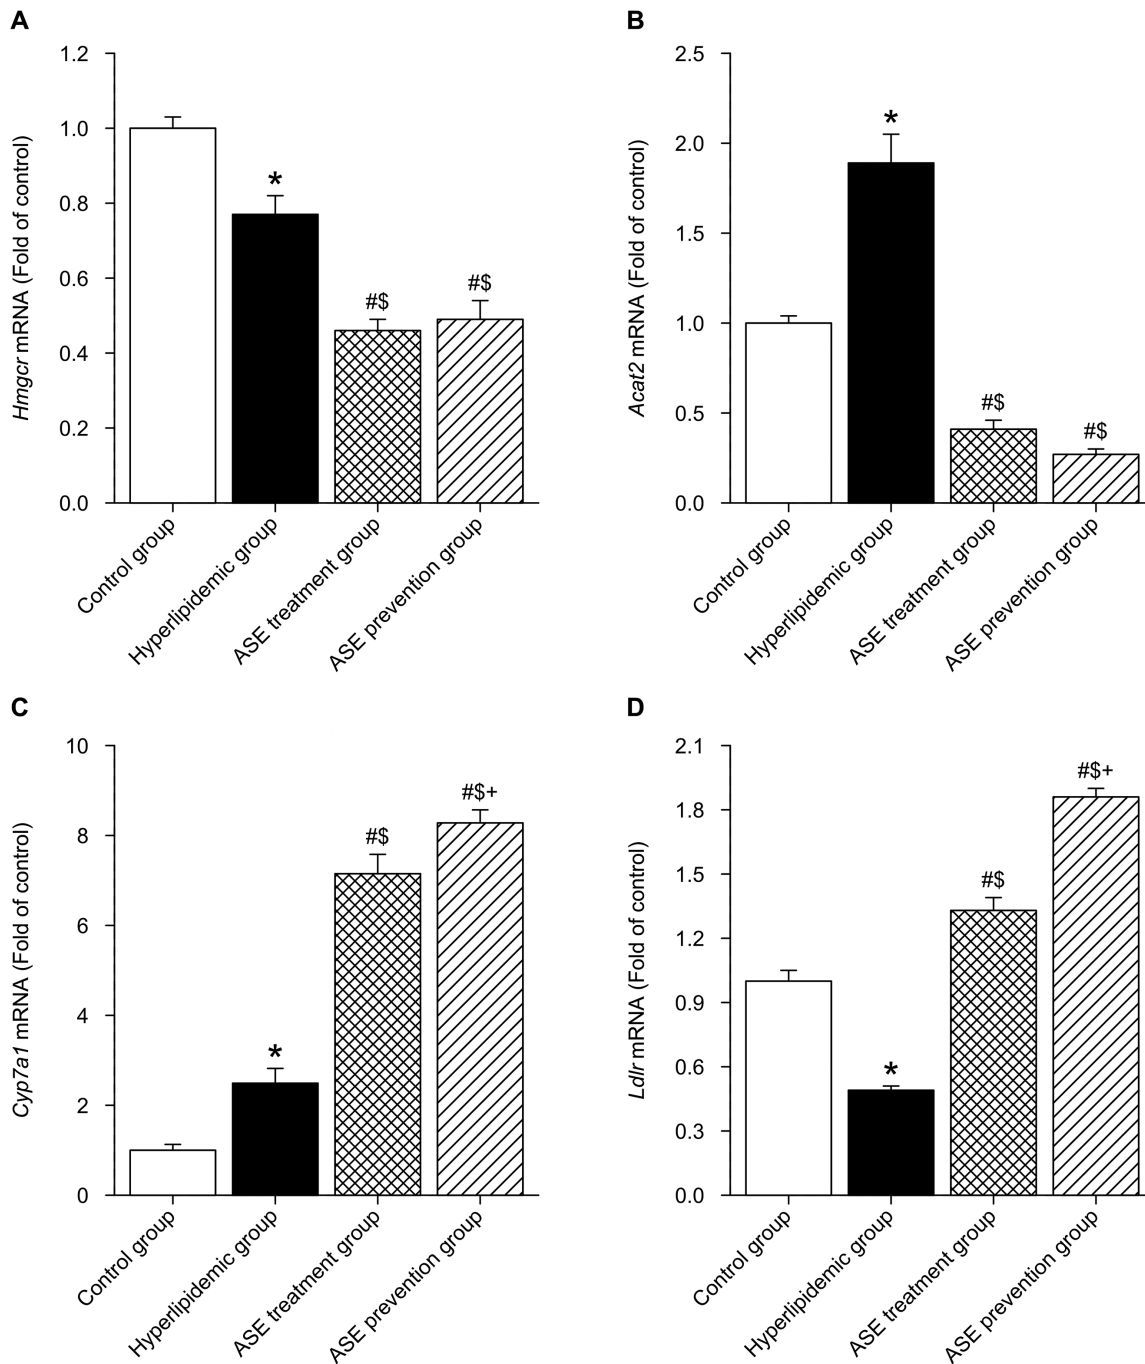 A
Hmgcr mRNA (Fold of control)
1.2
1.0
0.8
0.6
0.4
0.2
0.0
*
#$
#$
Control group
Hyperlipidemic group
ASE treatment group
ASE prevention group
B
Acat2 mRNA (Fold of control)
2.5
2.0
1.5
1.0
0.5
0.0
*
#$
#$
Control group
Hyperlipidemic group
ASE treatment group
ASE prevention group
C
Cyp7a1 mRNA (Fold of control)
10
8
6
4
2
0
*
#$
#$+
Control group
Hyperlipidemic group
ASE treatment group
ASE prevention group
D
Ldlr mRNA (Fold of control)
2.1
1.8
1.5
1.2
0.9
0.6
0.3
0.0
*
#$
#$+
Control group
Hyperlipidemic group
ASE treatment group
ASE prevention group